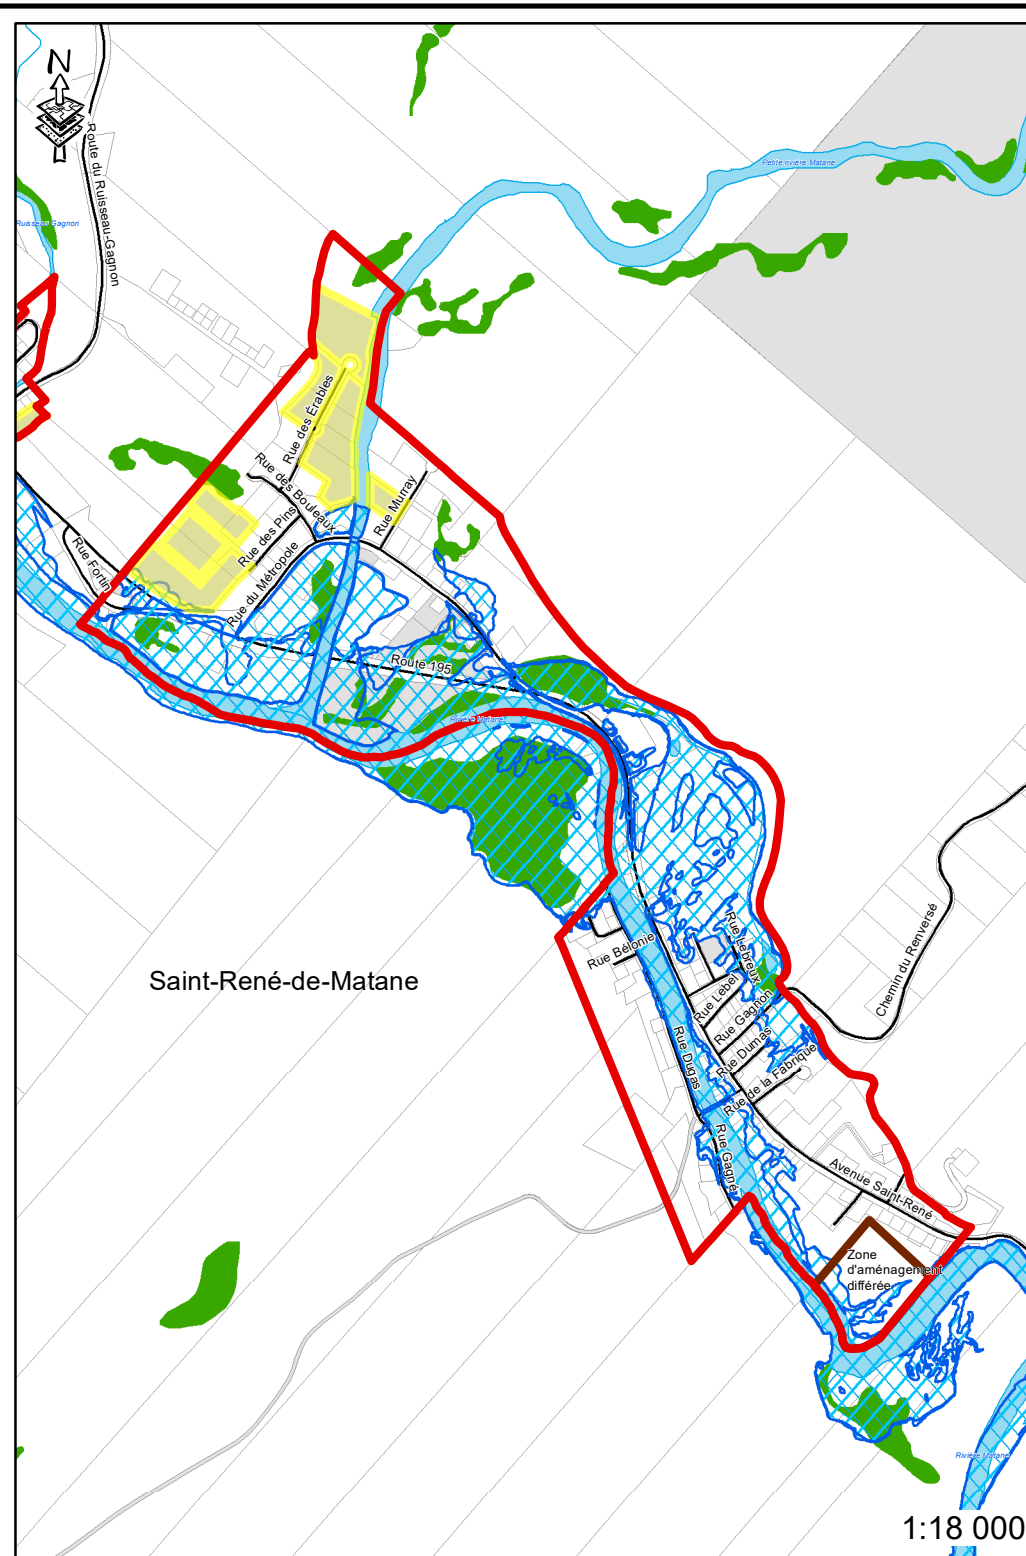 N
Route du Ruisseau-Gagnon
Petite rivière Matane
Ruisseau Gagnon
Rue des Érables
Rue des Bouleaux
Rue Murray
Rue des Pins
Rue Fortin
Rue du Métropole
Route 195
Rivière Matane
Rue Bélonie
Rue Lebreux
Chemin du Renversé
Saint-René-de-Matane
Rue Lebel
Rue Gagnon
Rue Dumas
Rue Dugas
Rue de la Fabrique
Rue Gagné
Avenue Saint-René
Zone
d'aménagement
différée
Rivière Matane
1:18 000